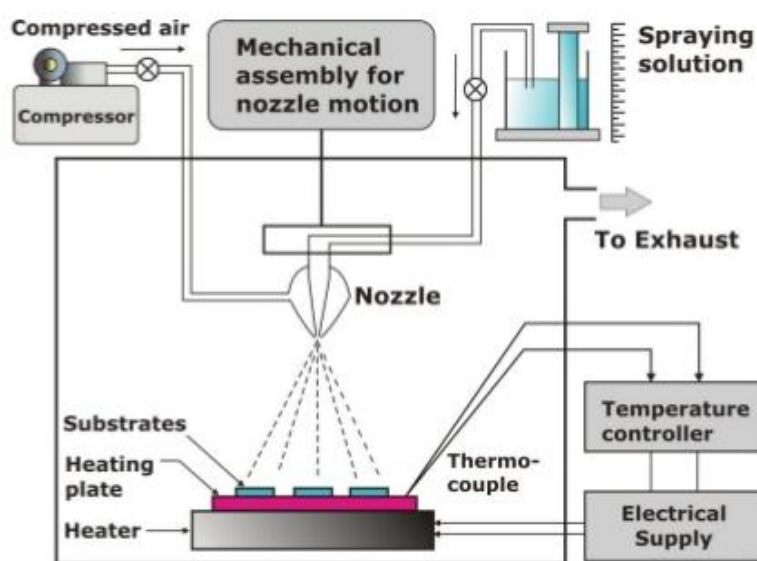 Compressed air
Compressor
Mechanical
assembly for
nozzle motion
Spraying
solution
To Exhaust
Nozzle
Substrates
Heating
plate
Heater
Thermo-
couple
Temperature
controller
Electrical
Supply